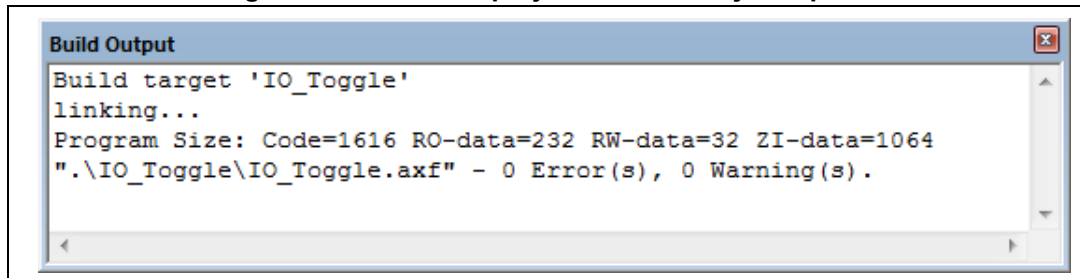 Build Output
Build target 'IO_Toggle'
linking...
Program Size: Code=1616 RO-data=232 RW-data=32 ZI-data=1064
".\IO_Toggle\IO_Toggle.axf" - 0 Error(s), 0 Warning(s).